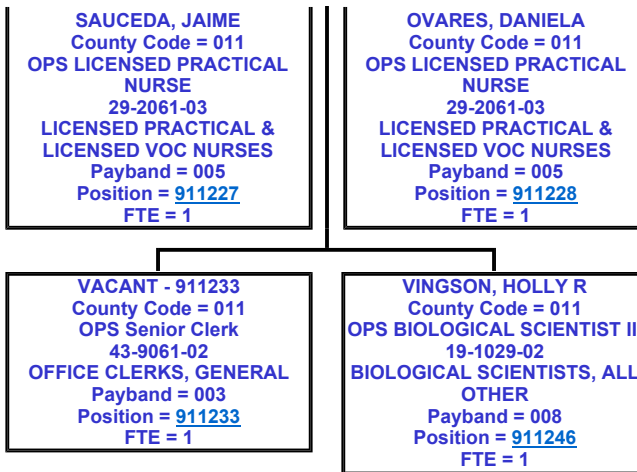 SAUCEDA, JAIME
County Code = 011
OPS LICENSED PRACTICAL
NURSE
29-2061-03
LICENSED PRACTICAL &
LICENSED VOC NURSES
Payband = 005
Position = 911227
FTE = 1
OVARES, DANIELA
County Code = 011
OPS LICENSED PRACTICAL
NURSE
29-2061-03
LICENSED PRACTICAL &
LICENSED VOC NURSES
Payband = 005
Position = 911228
FTE = 1
VACANT - 911233
County Code = 011
OPS Senior Clerk
43-9061-02
OFFICE CLERKS, GENERAL
Payband = 003
Position = 911233
FTE = 1
VINGSON, HOLLY R
County Code = 011
OPS BIOLOGICAL SCIENTIST II
19-1029-02
BIOLOGICAL SCIENTISTS, ALL
OTHER
Payband = 008
Position = 911246
FTE = 1